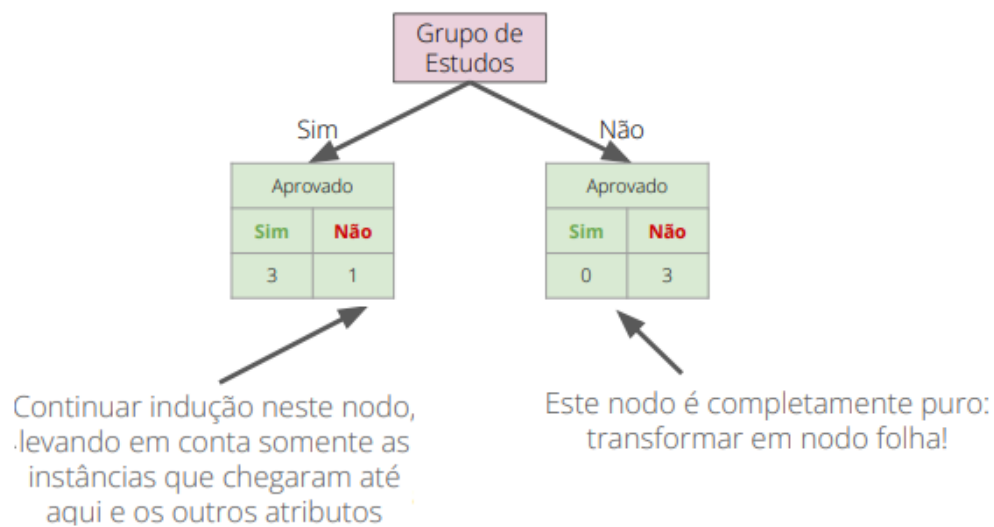 Grupo de
Estudos
Sim
Não
Aprovado
Sim Não
3 1
Aprovado
Sim Não
0 3
Continuar indução neste nodo,
levando em conta somente as
instâncias que chegaram até
aqui e os outros atributos
Este nodo é completamente puro:
transformar em nodo folha!